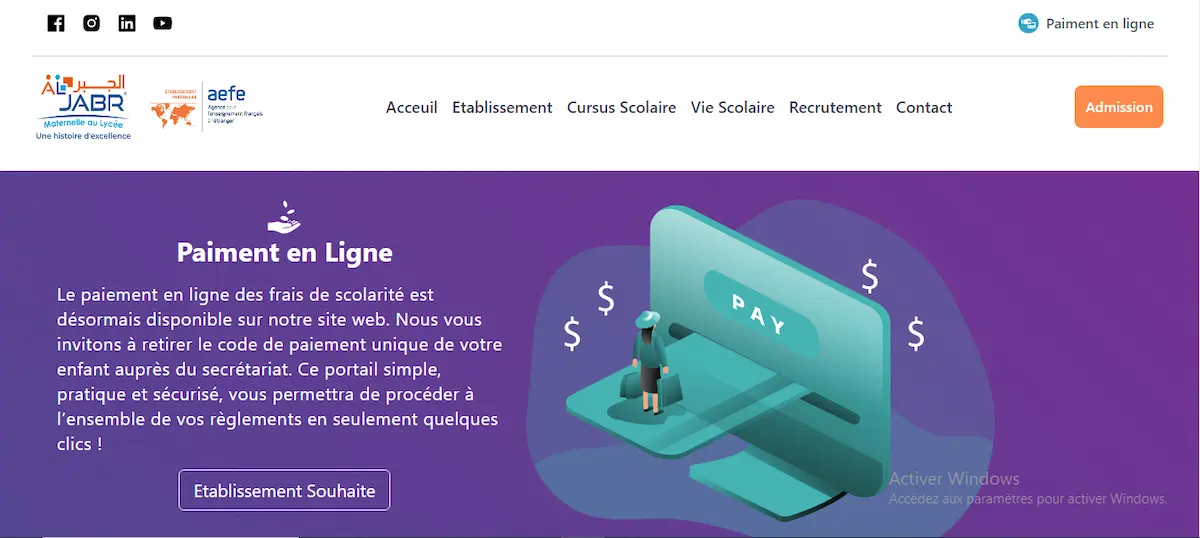 Paiment en ligne
الجبر
AL JABR
Maternelle au Lycée
Une histoire d'excellence
ÉTABLISSEMENT
PARTENAIRE
aefe
Agence pour
l'enseignement français
à l'étranger
Acceuil Etablissement Cursus Scolaire Vie Scolaire Recrutement Contact
Admission
Paiment en Ligne
Le paiement en ligne des frais de scolarité est
désormais disponible sur notre site web. Nous vous
invitons à retirer le code de paiement unique de votre
enfant auprès du secrétariat. Ce portail simple,
pratique et sécurisé, vous permettra de procéder à
l'ensemble de vos règlements en seulement quelques
clics !
Etablissement Souhaite
PAY
$
$
$
$
Activer Windows
Accédez aux paramètres pour activer Windows.